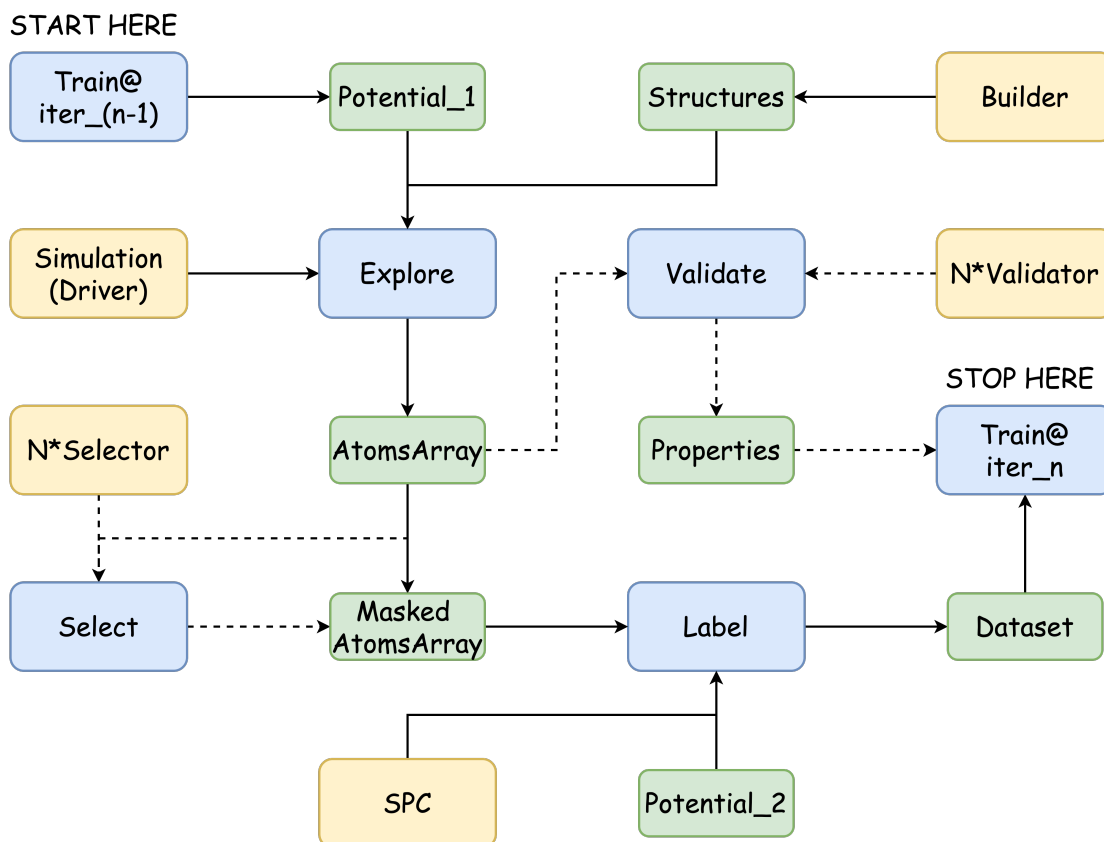 START HERE
Train@
iter_(n-1)
Potential_1
Structures
Builder
Simulation
(Driver)
Explore
Validate
N*Validator
STOP HERE
N*Selector
AtomsArray
Properties
Train@
iter_n
Select
Masked
AtomsArray
Label
Dataset
SPC
Potential_2